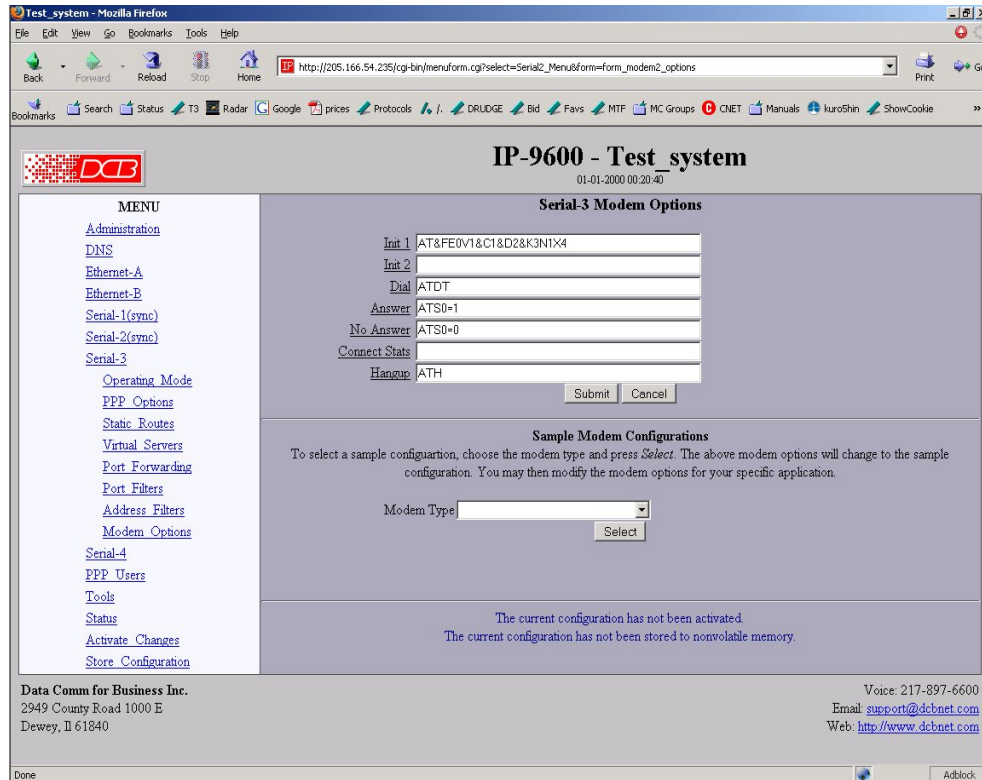 Test_system - Mozilla Firefox
File Edit View Go Bookmarks Tools Help
Back Forward Reload Stop Home http://205.166.54.235/cgi-bin/menuform.cgi?select=Serial2_Menu&form=form_modem2_options Print
Bookmarks Search Status T3 Radar Google prices Protocols /. DRUDGE Bid Favs MTF MC Groups CNET Manuals kuro5hin ShowCookie »
DCB
IP-9600 - Test_system
01-01-2000 00:20:40
MENU
Administration
DNS
Ethernet-A
Ethernet-B
Serial-1(sync)
Serial-2(sync)
Serial-3
Operating Mode
PPP Options
Static Routes
Virtual Servers
Port Forwarding
Port Filters
Address Filters
Modem Options
Serial-4
PPP Users
Tools
Status
Activate Changes
Store Configuration
Serial-3 Modem Options
Init 1 AT&FE0V1&C1&D2&K3N1X4
Init 2
Dial ATDT
Answer ATS0=1
No Answer ATS0=0
Connect Stats
Hangup ATH
Submit Cancel
Sample Modem Configurations
To select a sample configuartion, choose the modem type and press Select. The above modem options will change to the sample
configuration. You may then modify the modem options for your specific application.
Modem Type
Select
The current configuration has not been activated.
The current configuration has not been stored to nonvolatile memory.
Data Comm for Business Inc.
2949 County Road 1000 E
Dewey, Il 61840
Voice: 217-897-6600
Email: support@dcbnet.com
Web: http://www.dcbnet.com
Done Adblock